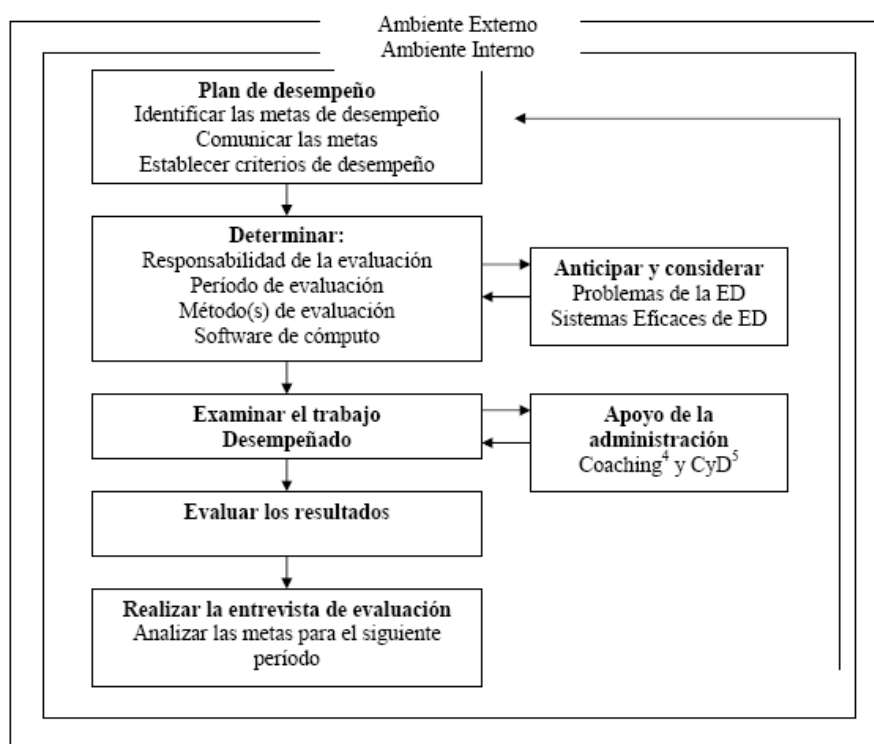 Ambiente Externo
Ambiente Interno
Plan de desempeño
Identificar las metas de desempeño
Comunicar las metas
Establecer criterios de desempeño
Determinar:
Responsabilidad de la evaluación
Período de evaluación
Método(s) de evaluación
Software de cómputo
Anticipar y considerar
Problemas de la ED
Sistemas Eficaces de ED
Examinar el trabajo
Desempeñado
Apoyo de la
administración
Coaching⁴ y CyD⁵
Evaluar los resultados
Realizar la entrevista de evaluación
Analizar las metas para el siguiente
período